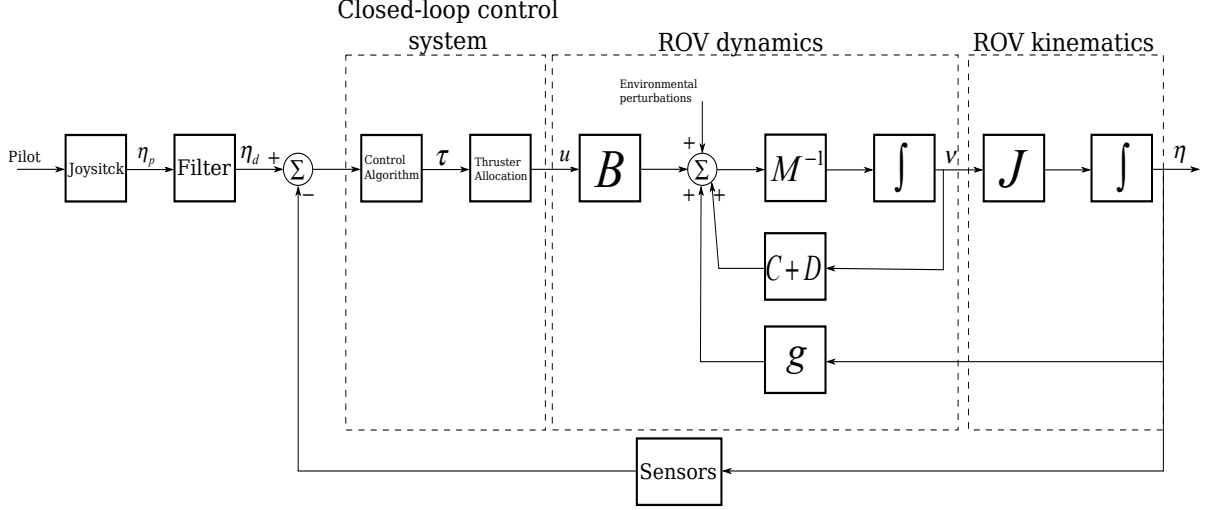 Closed-loop control
system
ROV dynamics
ROV kinematics
Environmental
perturbations
Pilot
Joysitck
η_p
Filter
η_d
+
Σ
−
Control
Algorithm
τ
Thruster
Allocation
u
B
+
Σ
+
+
M⁻¹
∫
ν
J
∫
η
C+D
g
Sensors